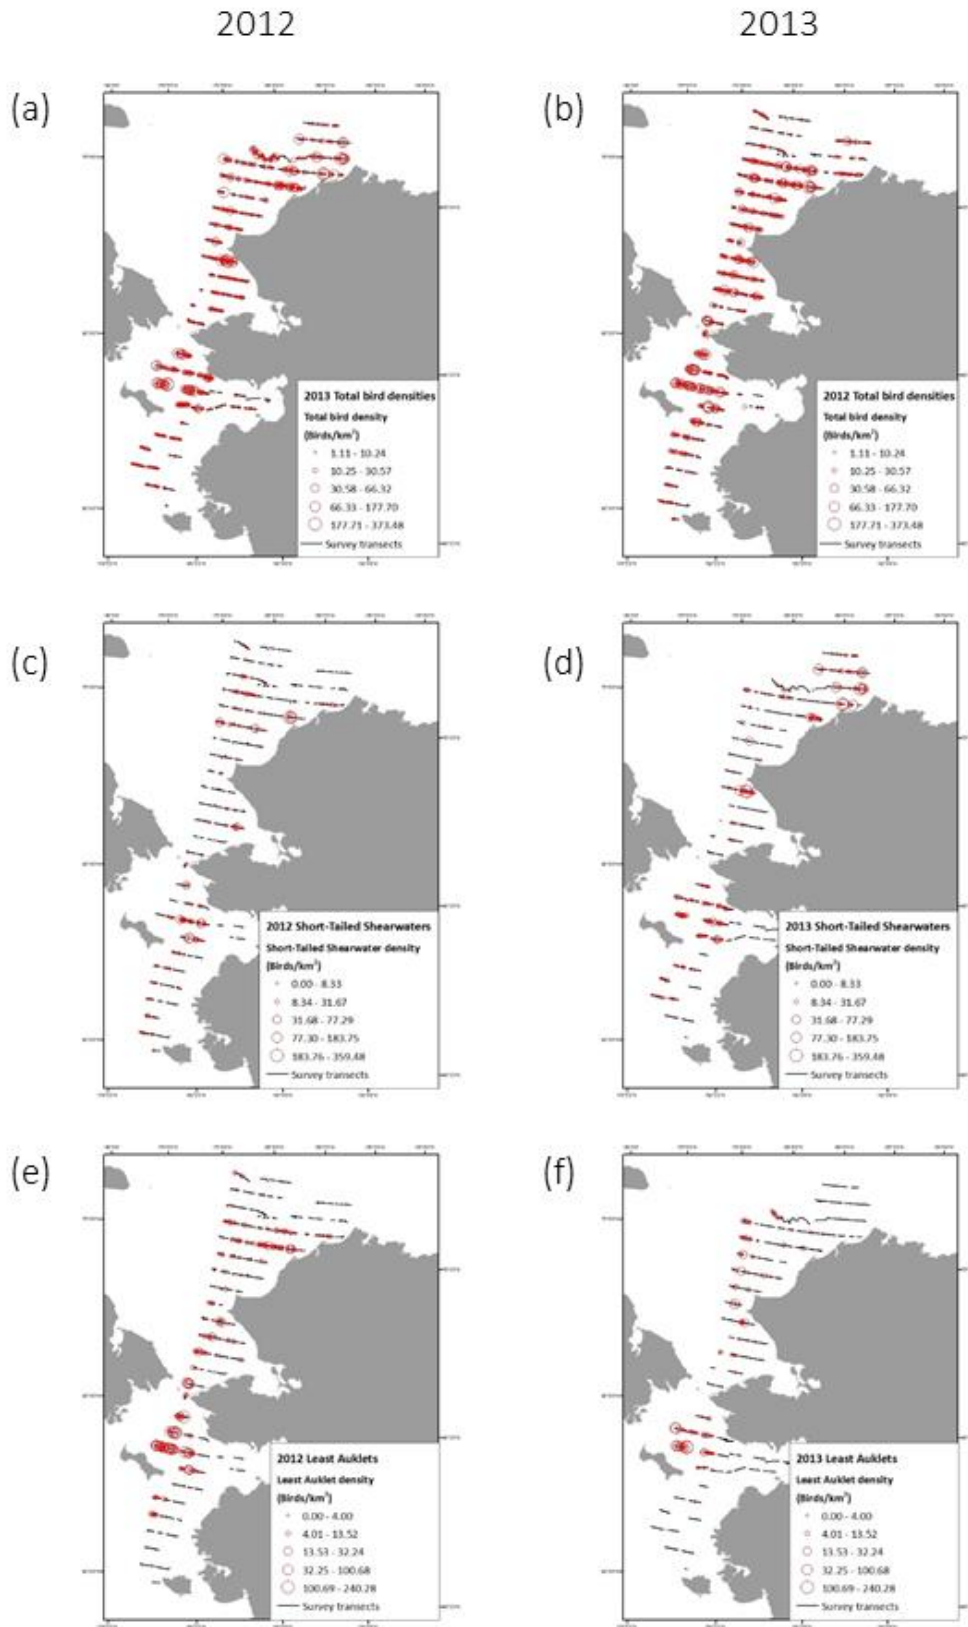 2012
2013
(a)
2013 Total bird densities
Total bird density
(Birds/km²)
1.11 - 10.24
10.25 - 30.57
30.58 - 66.32
66.33 - 177.70
177.71 - 373.48
Survey transects
(b)
2012 Total bird densities
Total bird density
(Birds/km²)
1.11 - 10.24
10.25 - 30.57
30.58 - 66.32
66.33 - 177.70
177.71 - 373.48
Survey transects
(c)
2012 Short-Tailed Shearwaters
Short-Tailed Shearwater density
(Birds/km²)
0.00 - 8.33
8.34 - 31.67
31.68 - 77.29
77.30 - 183.75
183.76 - 359.48
Survey transects
(d)
2013 Short-Tailed Shearwaters
Short-Tailed Shearwater density
(Birds/km²)
0.00 - 8.33
8.34 - 31.67
31.68 - 77.29
77.30 - 183.75
183.76 - 359.48
Survey transects
(e)
2012 Least Auklets
Least Auklet density
(Birds/km²)
0.00 - 4.00
4.01 - 13.52
13.53 - 32.24
32.25 - 100.68
100.69 - 240.28
Survey transects
(f)
2013 Least Auklets
Least Auklet density
(Birds/km²)
0.00 - 4.00
4.01 - 13.52
13.53 - 32.24
32.25 - 100.68
100.69 - 240.28
Survey transects